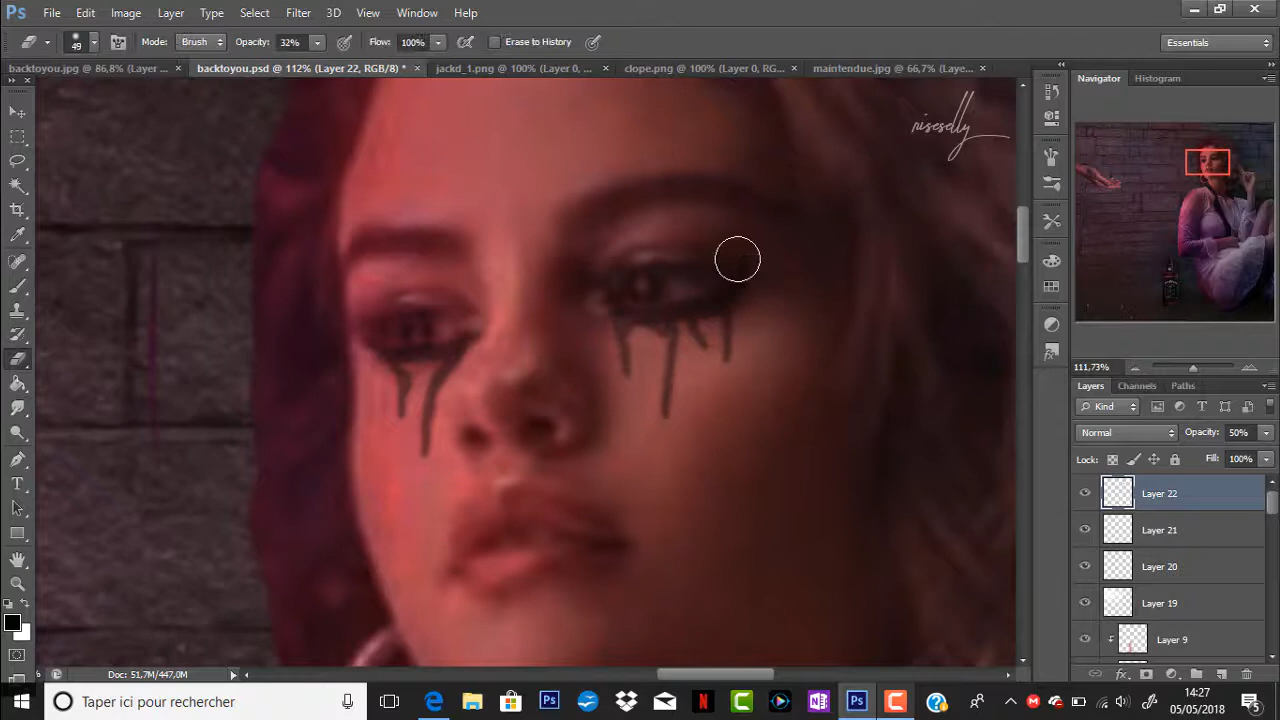 Ps File Edit Image Layer Type Select Filter 3D View Window Help
49 Mode: Brush Opacity: 32% Flow: 100% Erase to History Essentials
backtoyou.jpg @ 86,8% (Layer ... × backtoyou.psd @ 112% (Layer 22, RGB/8) * × jackd_1.png @ 100% (Layer 0, ... × clope.png @ 100% (Layer 0, RG... × maintendue.jpg @ 66,7% (Laye... ×
Navigator Histogram
niseselly
111,73%
Layers Channels Paths
Kind
Normal Opacity: 50%
Lock: Fill: 100%
Layer 22
Layer 21
Layer 20
Layer 19
Layer 9
% Doc: 51,7M/447,0M
Taper ici pour rechercher
14:27
05/05/2018
5